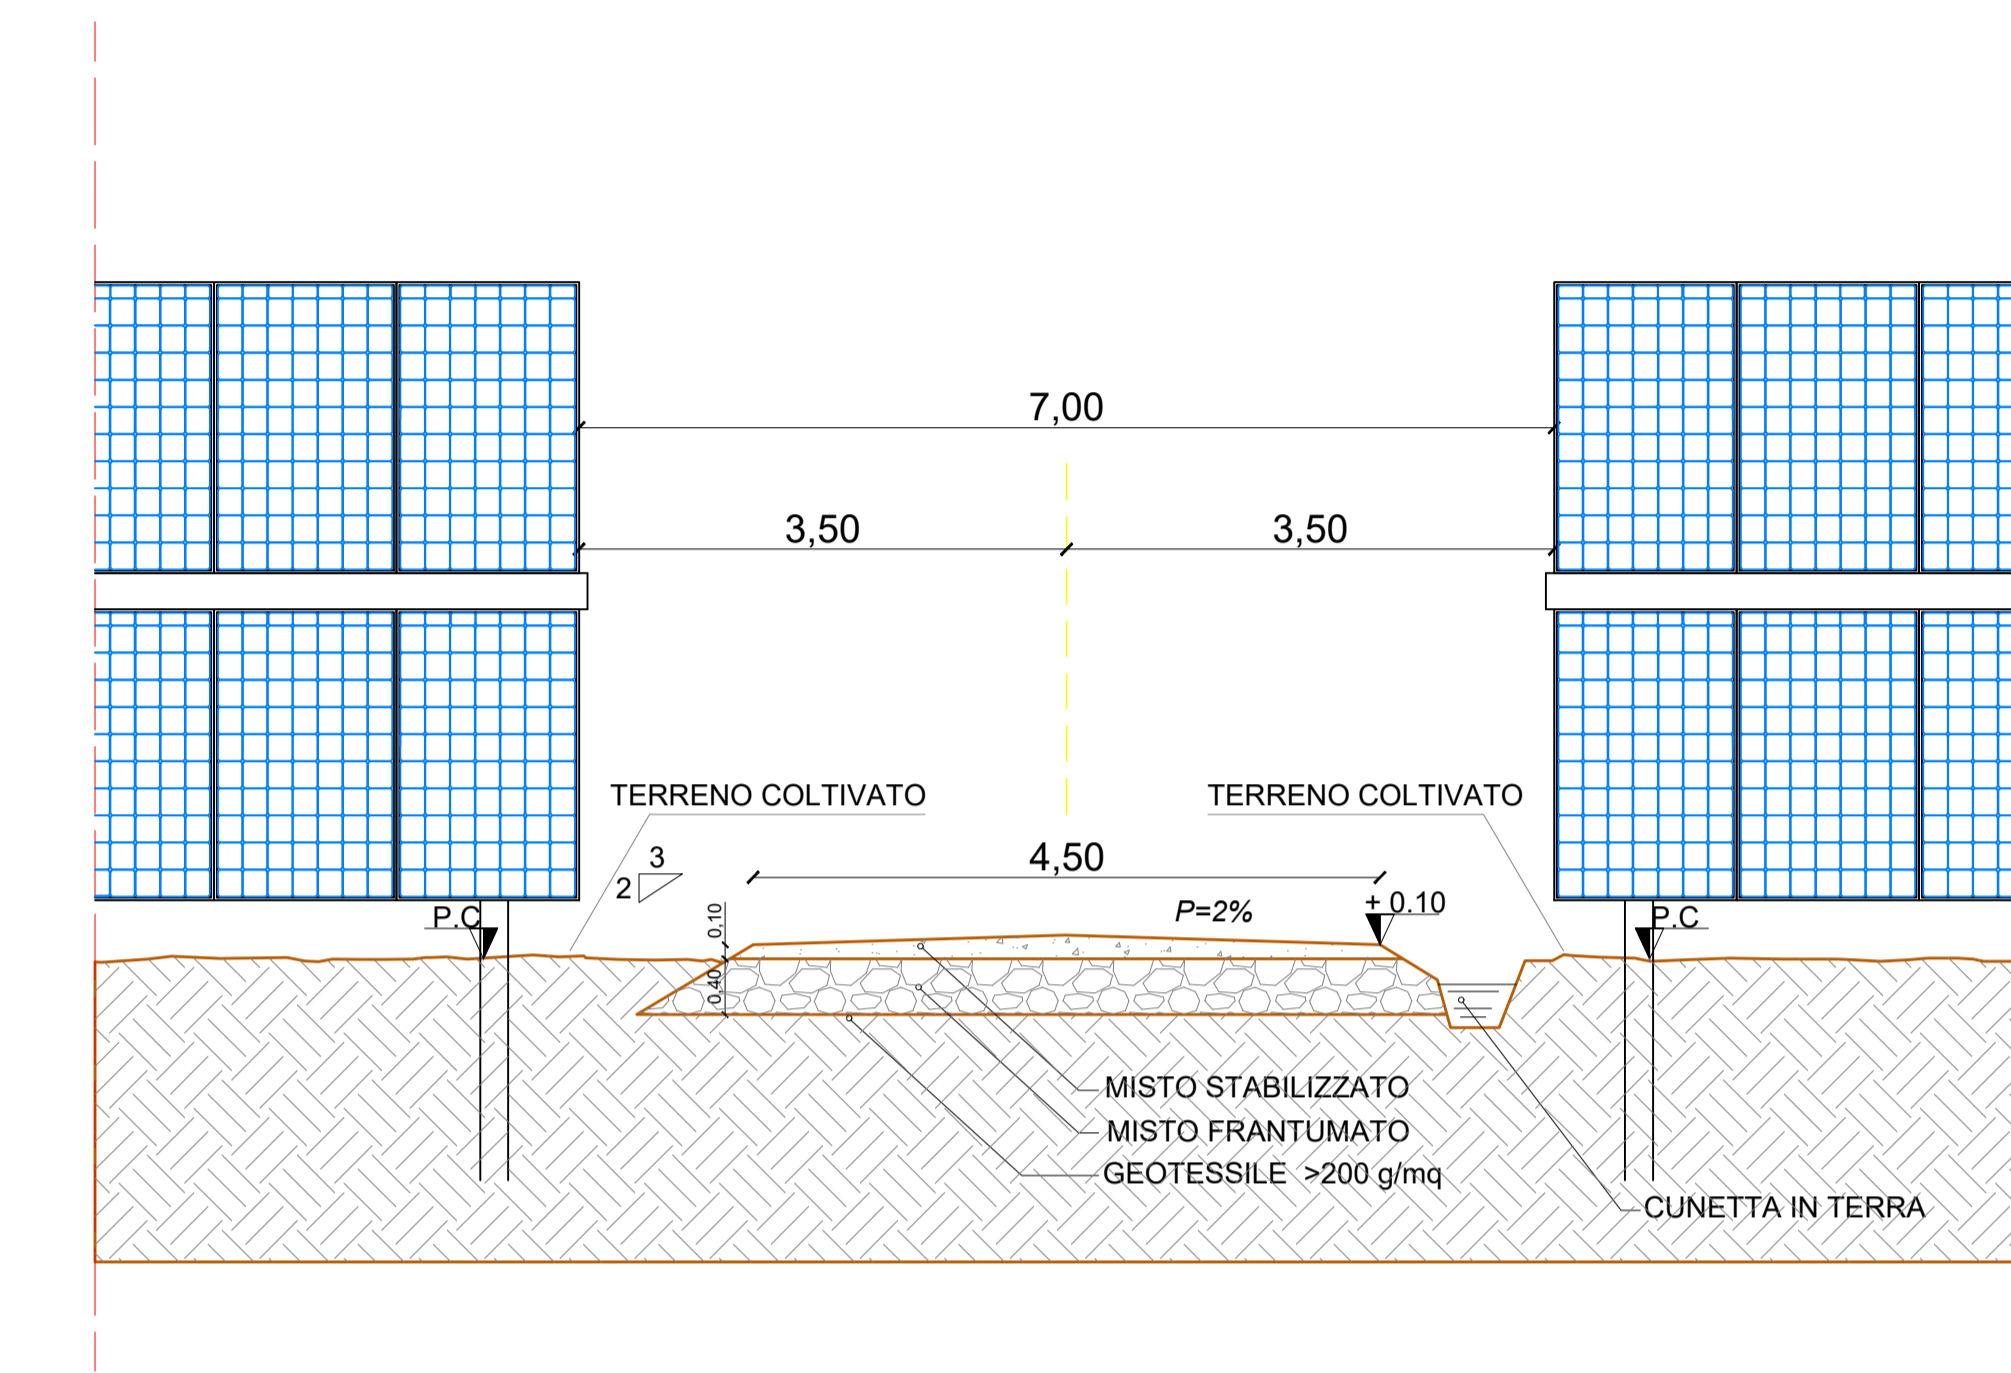 7,00
3,50
3,50
TERRENO COLTIVATO
TERRENO COLTIVATO
3
2
4,50
P.C
0,10
P=2%
+ 0.10
P.C
0,40
MISTO STABILIZZATO
MISTO FRANTUMATO
GEOTESSILE >200 g/mq
CUNETTA IN TERRA